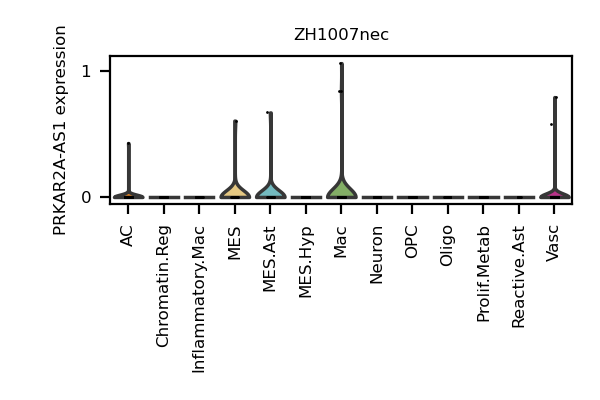 ZH1007nec
PRKAR2A-AS1 expression
1
0
AC
Chromatin.Reg
Inflammatory.Mac
MES
MES.Ast
MES.Hyp
Mac
Neuron
OPC
Oligo
Prolif.Metab
Reactive.Ast
Vasc